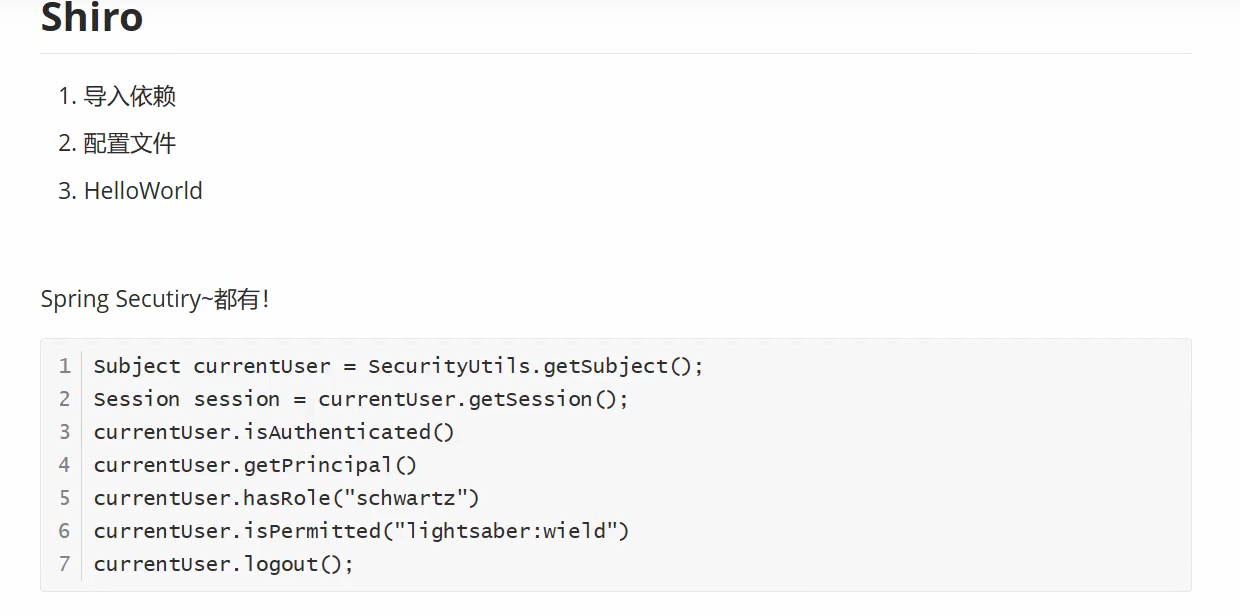 Shiro
1. 导入依赖
2. 配置文件
3. HelloWorld
Spring Secutiry~都有！
1 Subject currentUser = SecurityUtils.getSubject();
2 Session session = currentUser.getSession();
3 currentUser.isAuthenticated()
4 currentUser.getPrincipal()
5 currentUser.hasRole("schwartz")
6 currentUser.isPermitted("lightsaber:wield")
7 currentUser.logout();